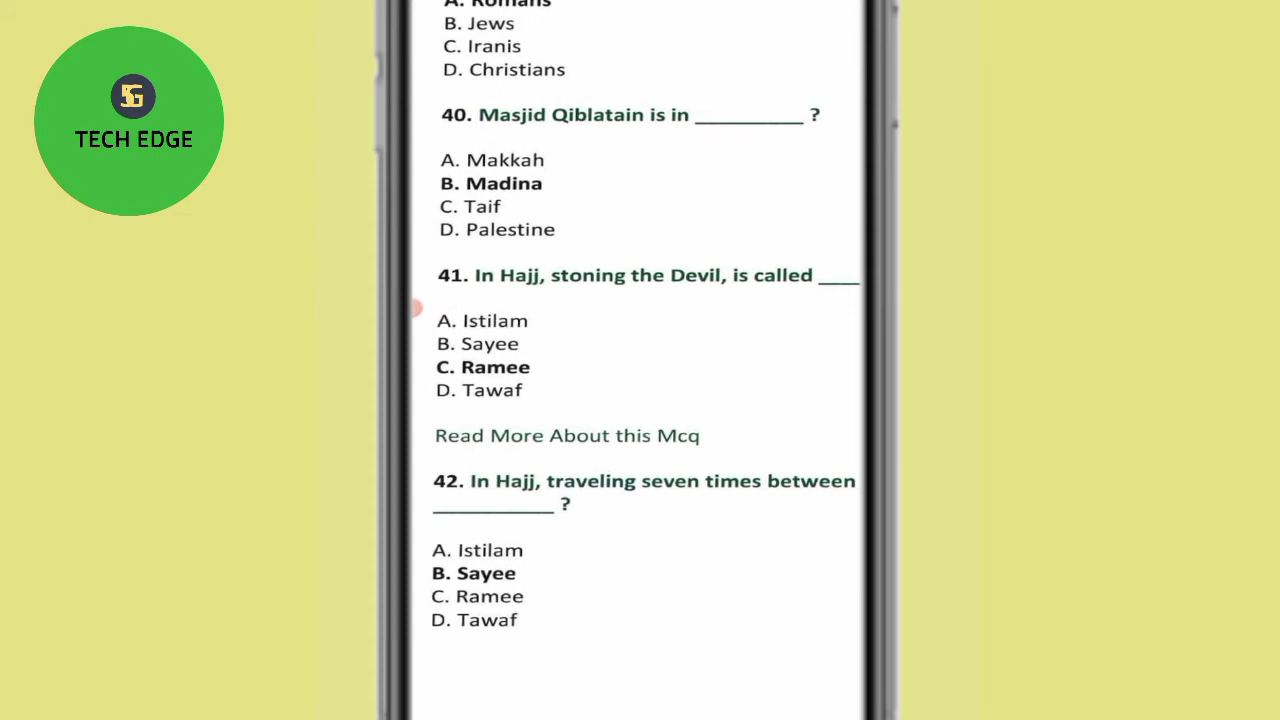 5G
TECH EDGE
A. Romans
B. Jews
C. Iranis
D. Christians
40. Masjid Qiblatain is in __________ ?
A. Makkah
B. Madina
C. Taif
D. Palestine
41. In Hajj, stoning the Devil, is called ____
A. Istilam
B. Sayee
C. Ramee
D. Tawaf
Read More About this Mcq
42. In Hajj, traveling seven times between
___________ ?
A. Istilam
B. Sayee
C. Ramee
D. Tawaf